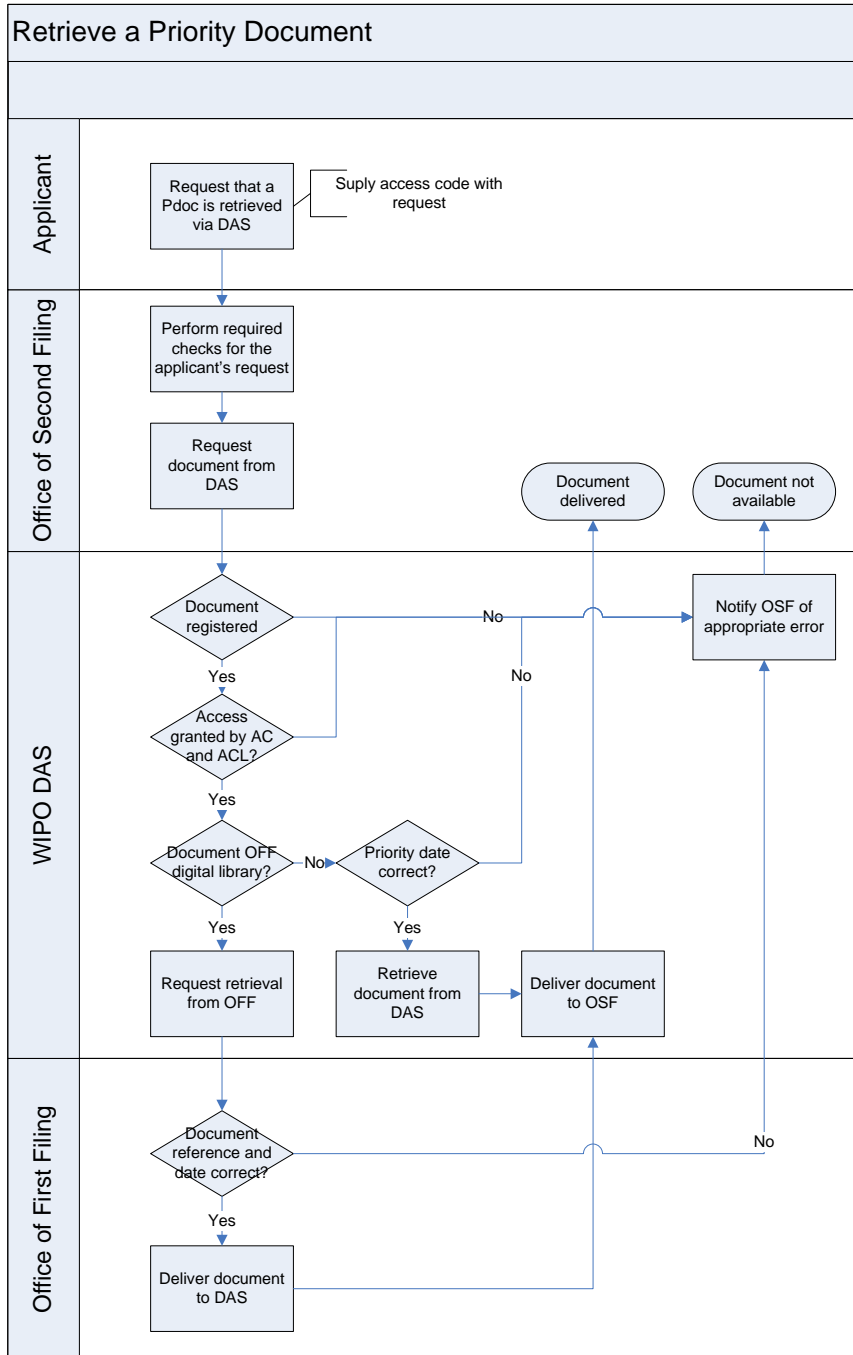 Retrieve a Priority Document
Applicant
Request that a
Pdoc is retrieved
via DAS
Suply access code with
request
Office of Second Filing
Perform required
checks for the
applicant's request
Request
document from
DAS
Document
delivered
Document not
available
WIPO DAS
Document
registered
No
Notify OSF of
appropriate error
Yes
No
Access
granted by AC
and ACL?
Yes
Document OFF
digital library?
No
Priority date
correct?
Yes
Yes
Request retrieval
from OFF
Retrieve
document from
DAS
Deliver document
to OSF
Office of First Filing
Document
reference and
date correct?
No
Yes
Deliver document
to DAS